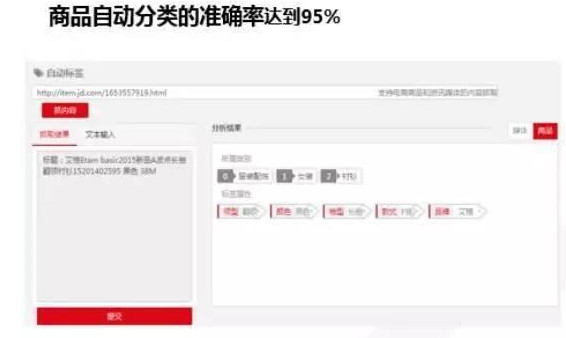 商品自动分类的准确率达到95%
自动标签
http://item.jd.com/1653557919.html
支持电商商品和资讯媒体的内容抓取
抓内容
抓取结果 文本输入
分析结果
媒体 商品
标题：艾格Etam basic2015新品A波点长袖
翻领衬衫15201402595 黑色 38M
所属类别
0 服装配饰 1 女装 2 衬衫
标签属性
领型 翻领 颜色 黑色 袖型 长袖 款式 品牌 艾格
提交